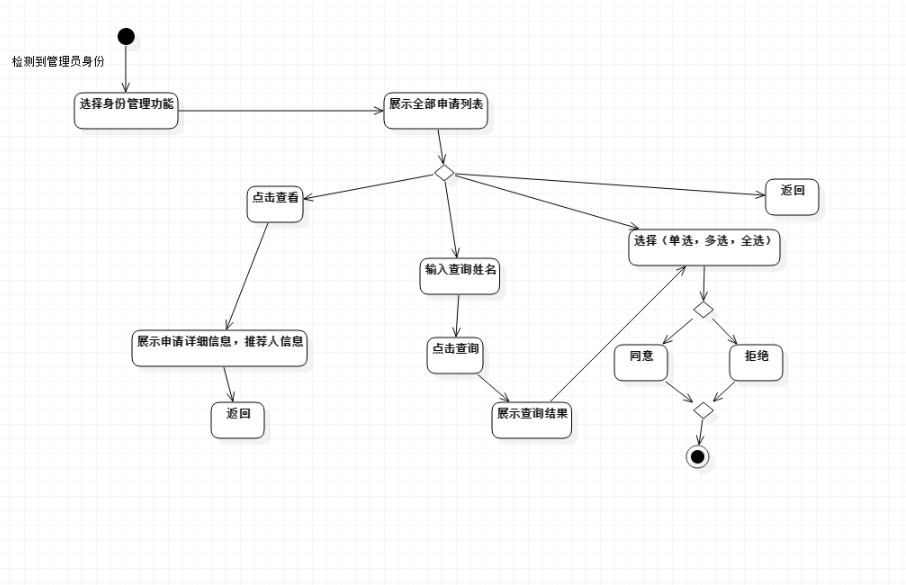 检测到管理员身份
选择身份管理功能
展示全部申请列表
点击查看
返回
选择（单选，多选，全选）
输入查询姓名
展示申请详细信息，推荐人信息
点击查询
同意
拒绝
返回
展示查询结果